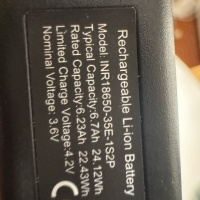 Rechargeable Li-ion Battery
Model:INR18650-35E-1S2P
Typical Capacity:6.7Ah 24.12Wh
Rated Capacity:6.23Ah 22.43Wh
Limited Charge Voltage:4.2V
Nominal Voltage: 3.6V
CE